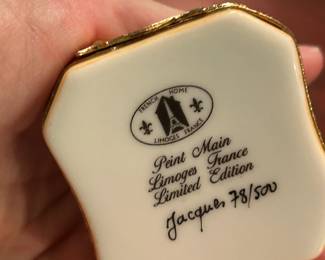 FRENCH HOME
LIMOGES FRANCE
Peint Main
Limoges France
Limited Edition
Jacques 78/500